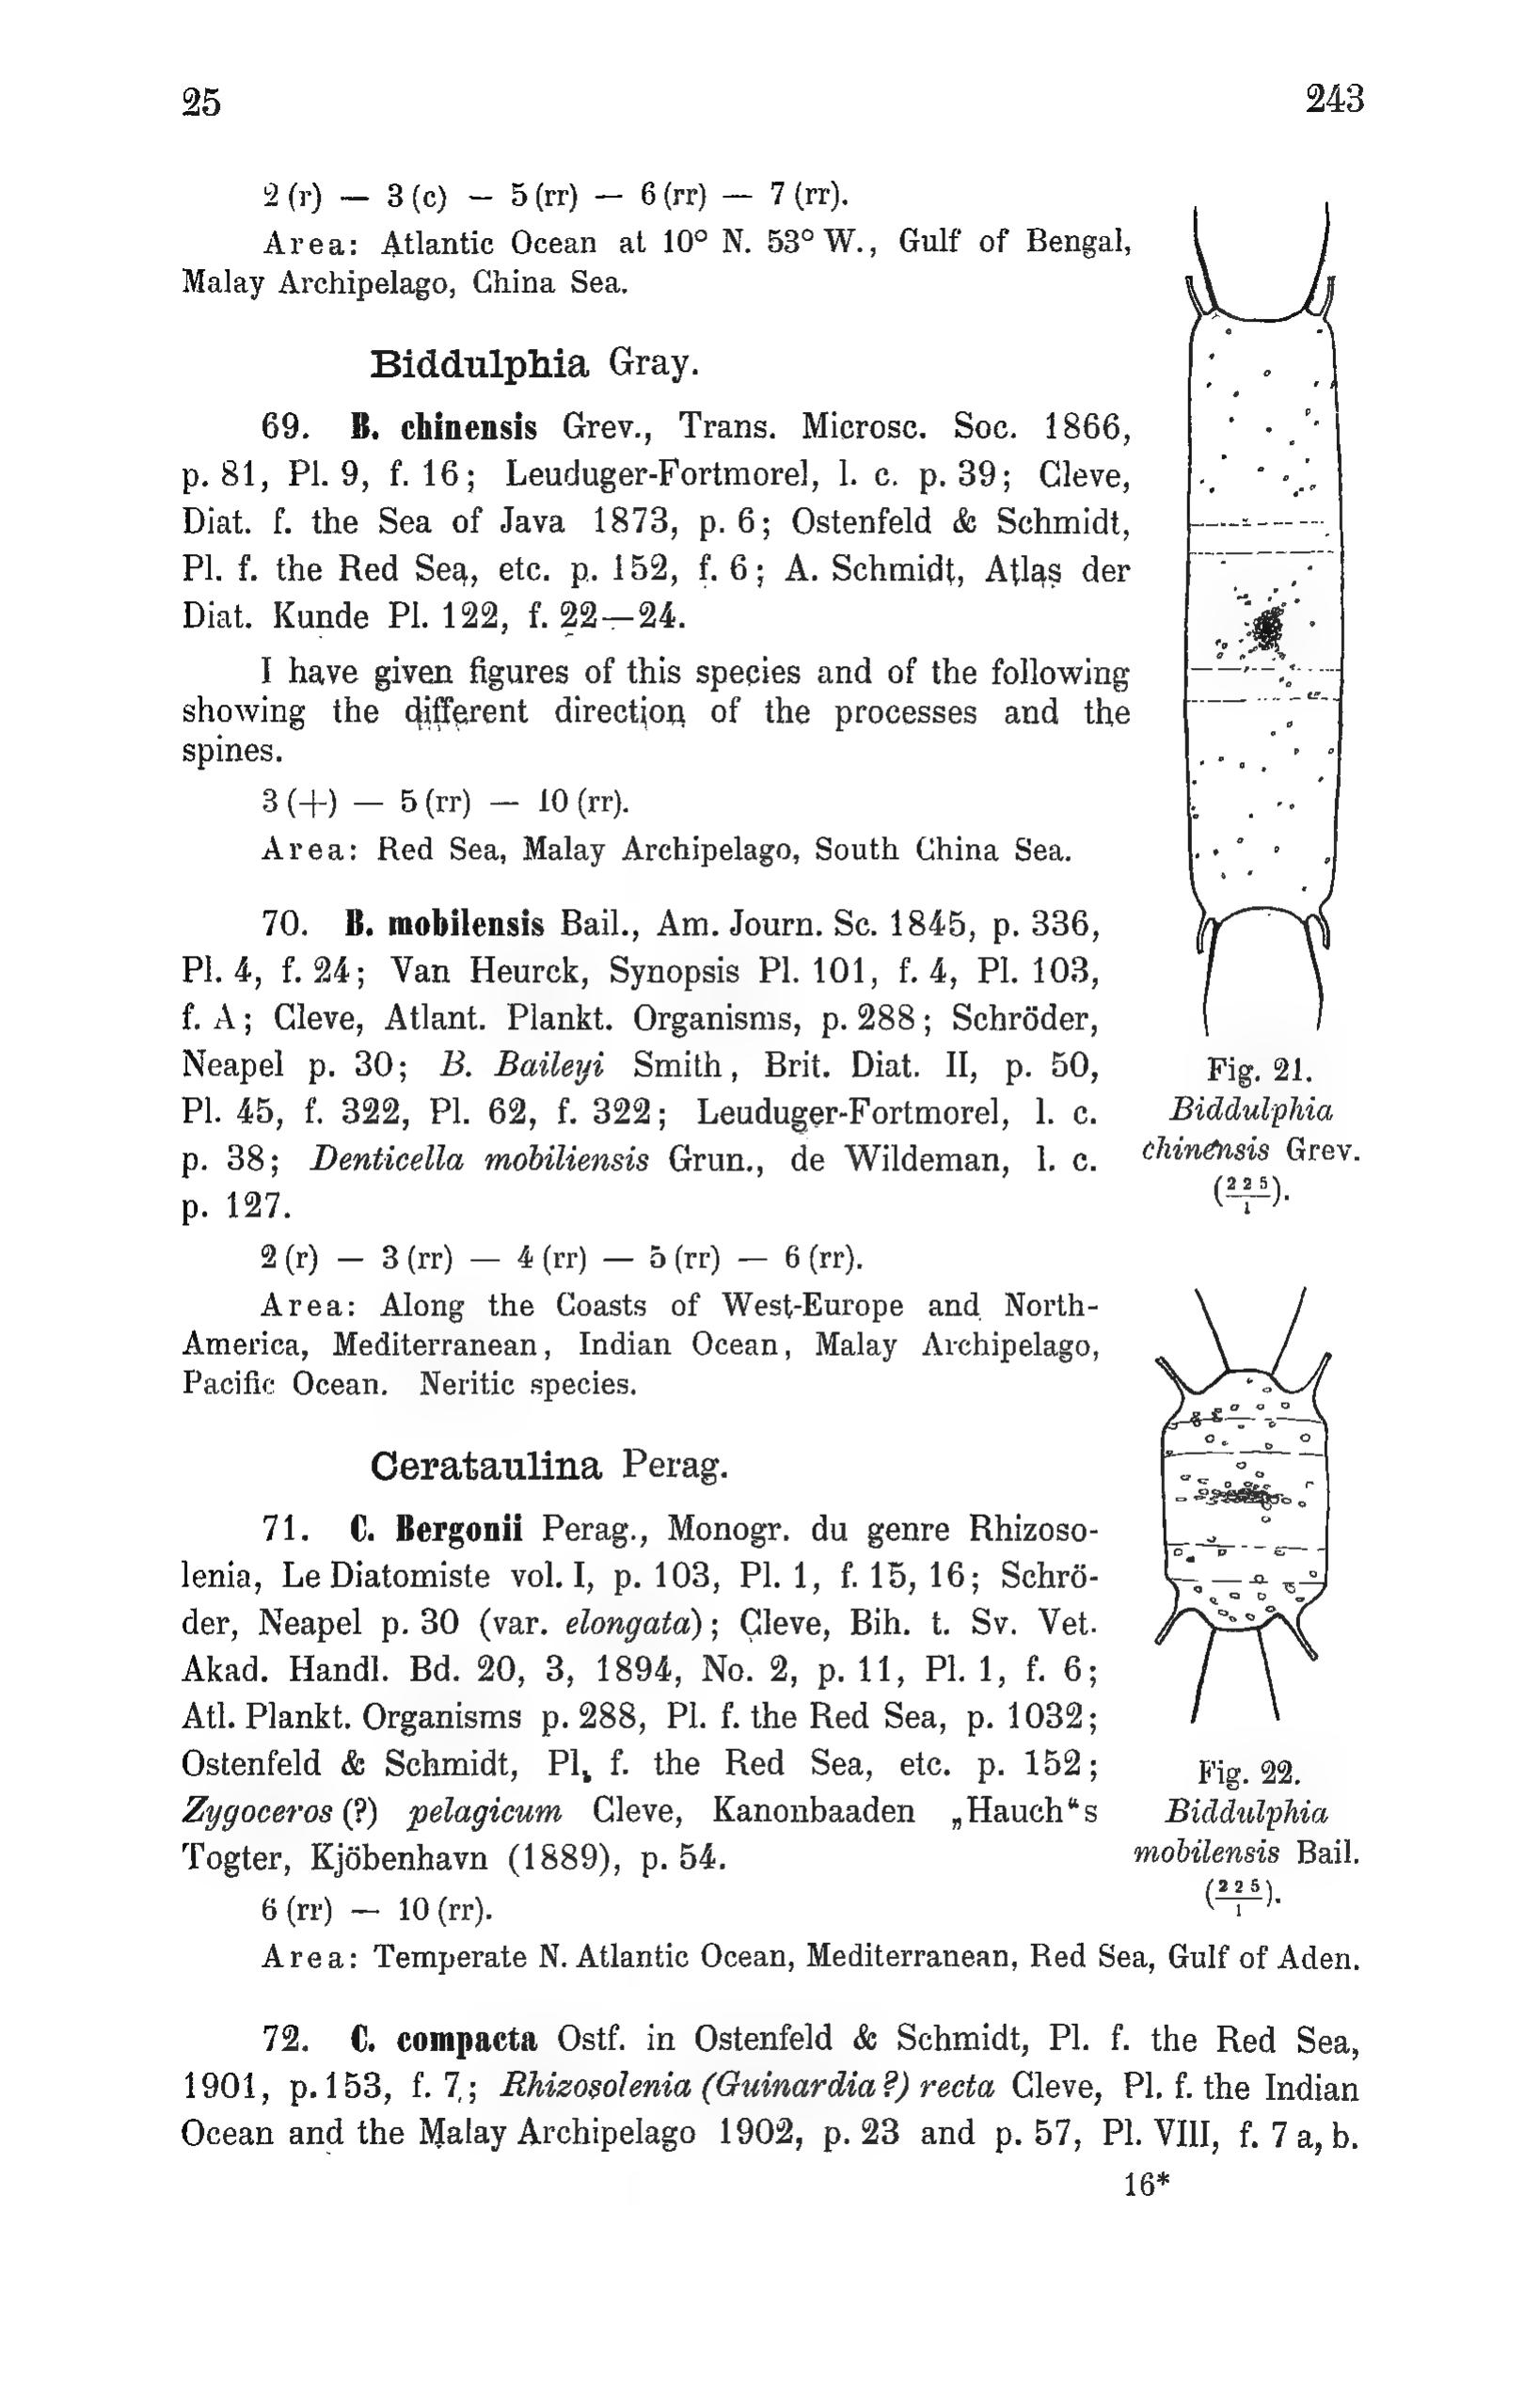 25
243
2 (r) — 3 (c) — 5 (rr) — 6 (rr) — 7 (rr).
Area: Atlantic Ocean at 10° N. 53° W., Gulf of Bengal,
Malay Archipelago, China Sea.
Biddulphia Gray.
69. B. chinensis Grev., Trans. Microsc. Soc. 1866,
p. 81, Pl. 9, f. 16; Leuduger-Fortmorel, l. c. p. 39; Cleve,
Diat. f. the Sea of Java 1873, p. 6; Ostenfeld & Schmidt,
Pl. f. the Red Sea, etc. p. 152, f. 6; A. Schmidt, Atlas der
Diat. Kunde Pl. 122, f. 22—24.
I have given figures of this species and of the following
showing the different direction of the processes and the
spines.
3 (+) — 5 (rr) — 10 (rr).
Area: Red Sea, Malay Archipelago, South China Sea.
70. B. mobilensis Bail., Am. Journ. Sc. 1845, p. 336,
Pl. 4, f. 24; Van Heurck, Synopsis Pl. 101, f. 4, Pl. 103,
f. A; Cleve, Atlant. Plankt. Organisms, p. 288; Schröder,
Neapel p. 30; B. Baileyi Smith, Brit. Diat. II, p. 50,
Pl. 45, f. 322, Pl. 62, f. 322; Leuduger-Fortmorel, l. c.
p. 38; Denticella mobiliensis Grun., de Wildeman, l. c.
p. 127.
2 (r) — 3 (rr) — 4 (rr) — 5 (rr) — 6 (rr).
Area: Along the Coasts of West-Europe and North-
America, Mediterranean, Indian Ocean, Malay Archipelago,
Pacific Ocean. Neritic species.
Fig. 21.
Biddulphia
chinensis Grev.
(225/1).
Cerataulina Perag.
71. C. Bergonii Perag., Monogr. du genre Rhizoso-
lenia, Le Diatomiste vol. I, p. 103, Pl. 1, f. 15, 16; Schrö-
der, Neapel p. 30 (var. elongata); Cleve, Bih. t. Sv. Vet.
Akad. Handl. Bd. 20, 3, 1894, No. 2, p. 11, Pl. 1, f. 6;
Atl. Plankt. Organisms p. 288, Pl. f. the Red Sea, p. 1032;
Ostenfeld & Schmidt, Pl. f. the Red Sea, etc. p. 152;
Zygoceros (?) pelagicum Cleve, Kanonbaaden „Hauch“s
Togter, Kjöbenhavn (1889), p. 54.
6 (rr) — 10 (rr).
Fig. 22.
Biddulphia
mobilensis Bail.
(225/1).
Area: Temperate N. Atlantic Ocean, Mediterranean, Red Sea, Gulf of Aden.
72. C. compacta Ostf. in Ostenfeld & Schmidt, Pl. f. the Red Sea,
1901, p. 153, f. 7; Rhizosolenia (Guinardia?) recta Cleve, Pl. f. the Indian
Ocean and the Malay Archipelago 1902, p. 23 and p. 57, Pl. VIII, f. 7 a, b.
16*